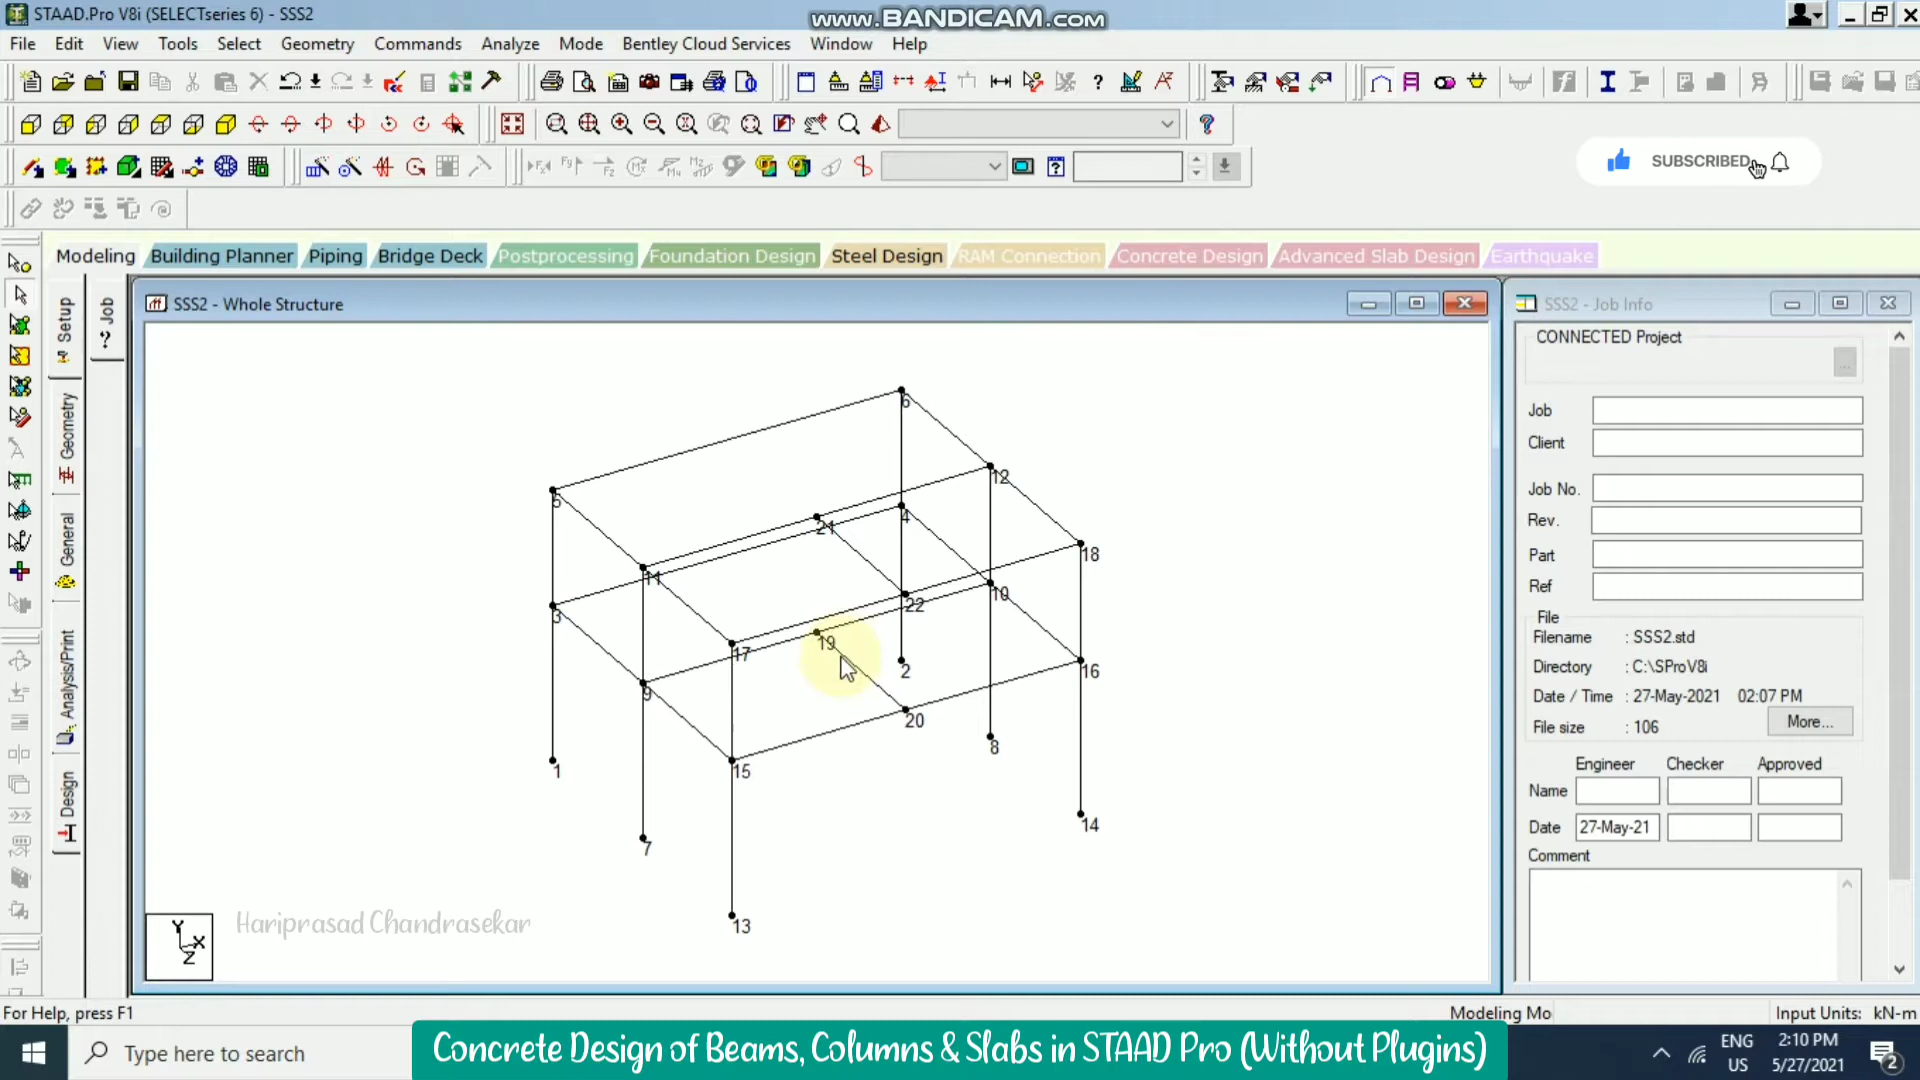 STAAD.Pro V8i (SELECTseries 6) - SSS2
www.BANDICAM.com
File Edit View Tools Select Geometry Commands Analyze Mode Bentley Cloud Services Window Help
SUBSCRIBED
Modeling Building Planner Piping Bridge Deck Postprocessing Foundation Design Steel Design RAM Connection Concrete Design Advanced Slab Design Earthquake
Setup
Geometry
General
Analysis/Print
Design
Job
SSS2 - Whole Structure
6
5
12
4
21
18
11
10
22
3
19
17
2
16
9
20
8
15
1
14
7
13
Y
X
Z
Hariprasad Chandrasekar
SSS2 - Job Info
CONNECTED Project
...
Job
Client
Job No.
Rev.
Part
Ref
File
Filename : SSS2.std
Directory : C:\SProV8i
Date / Time : 27-May-2021 02:07 PM
File size : 106
More...
Engineer Checker Approved
Name
Date 27-May-21
Comment
For Help, press F1
Modeling Mo
Input Units: kN-m
Type here to search
Concrete Design of Beams, Columns & Slabs in STAAD Pro (Without Plugins)
ENG
US
2:10 PM
5/27/2021
2